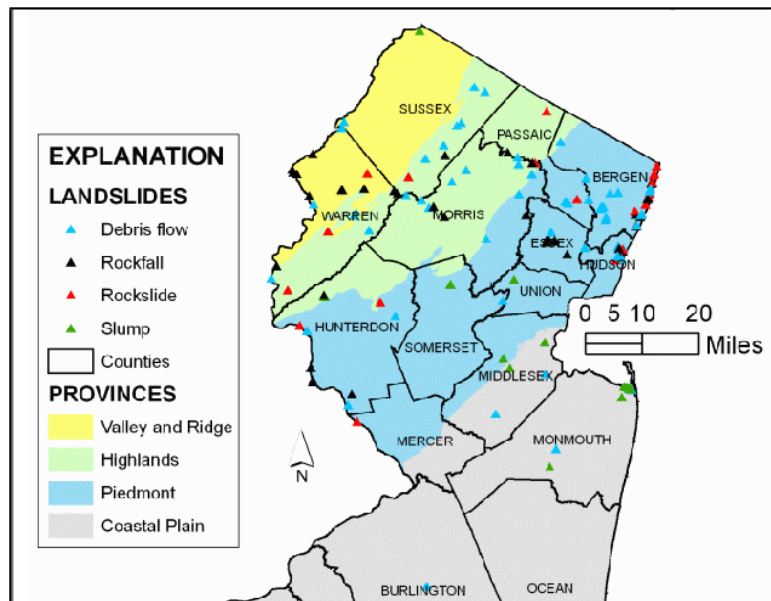 SUSSEX
PASSAIC
BERGEN
WARREN
MORRIS
ESSEX
HUDSON
UNION
HUNTERDON
SOMERSET
MIDDLESEX
MERCER
MONMOUTH
BURLINGTON
OCEAN
EXPLANATION
LANDSLIDES
Debris flow
Rockfall
Rockslide
Slump
Counties
PROVINCES
Valley and Ridge
Highlands
Piedmont
Coastal Plain
N
0 5 10 20
Miles